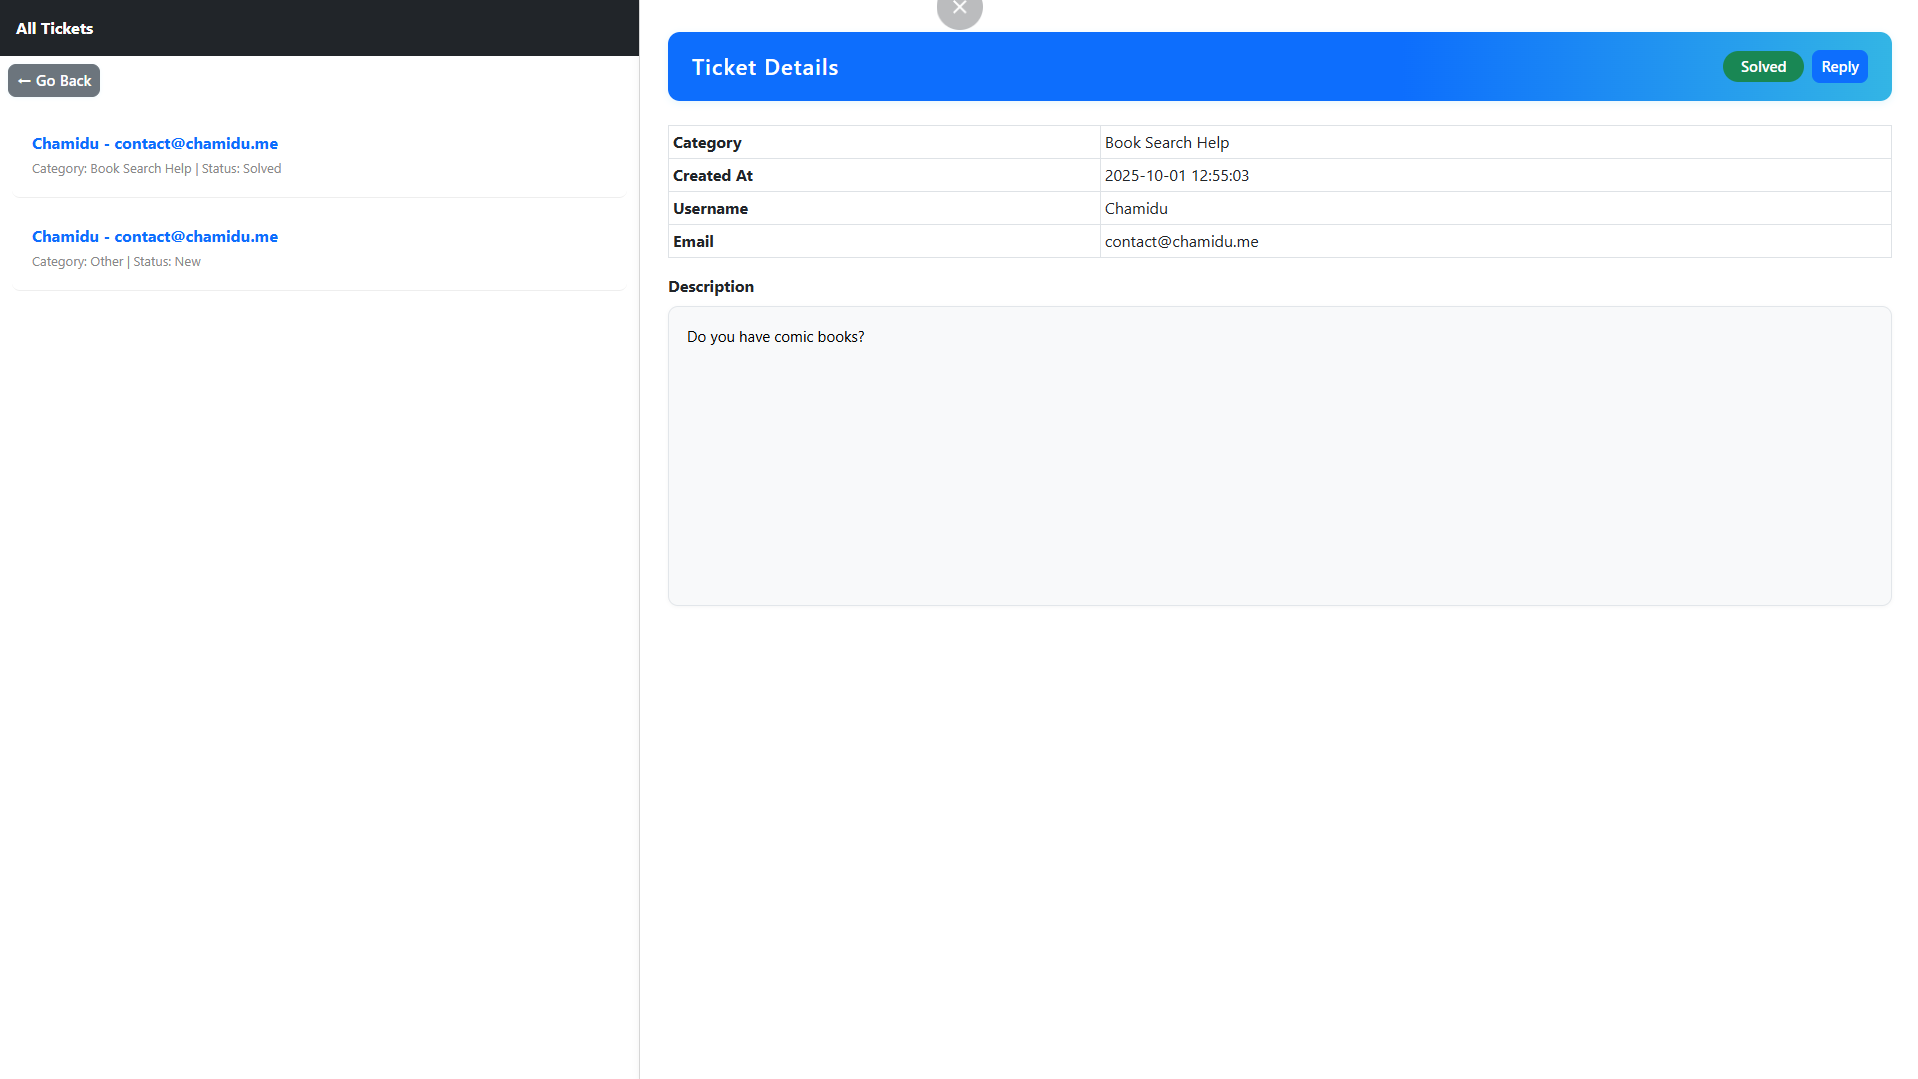 All Tickets
← Go Back
Chamidu - contact@chamidu.me
Category: Book Search Help | Status: Solved
Chamidu - contact@chamidu.me
Category: Other | Status: New
Ticket Details
Solved
Reply
Category Book Search Help
Created At 2025-10-01 12:55:03
Username Chamidu
Email contact@chamidu.me
Description
Do you have comic books?